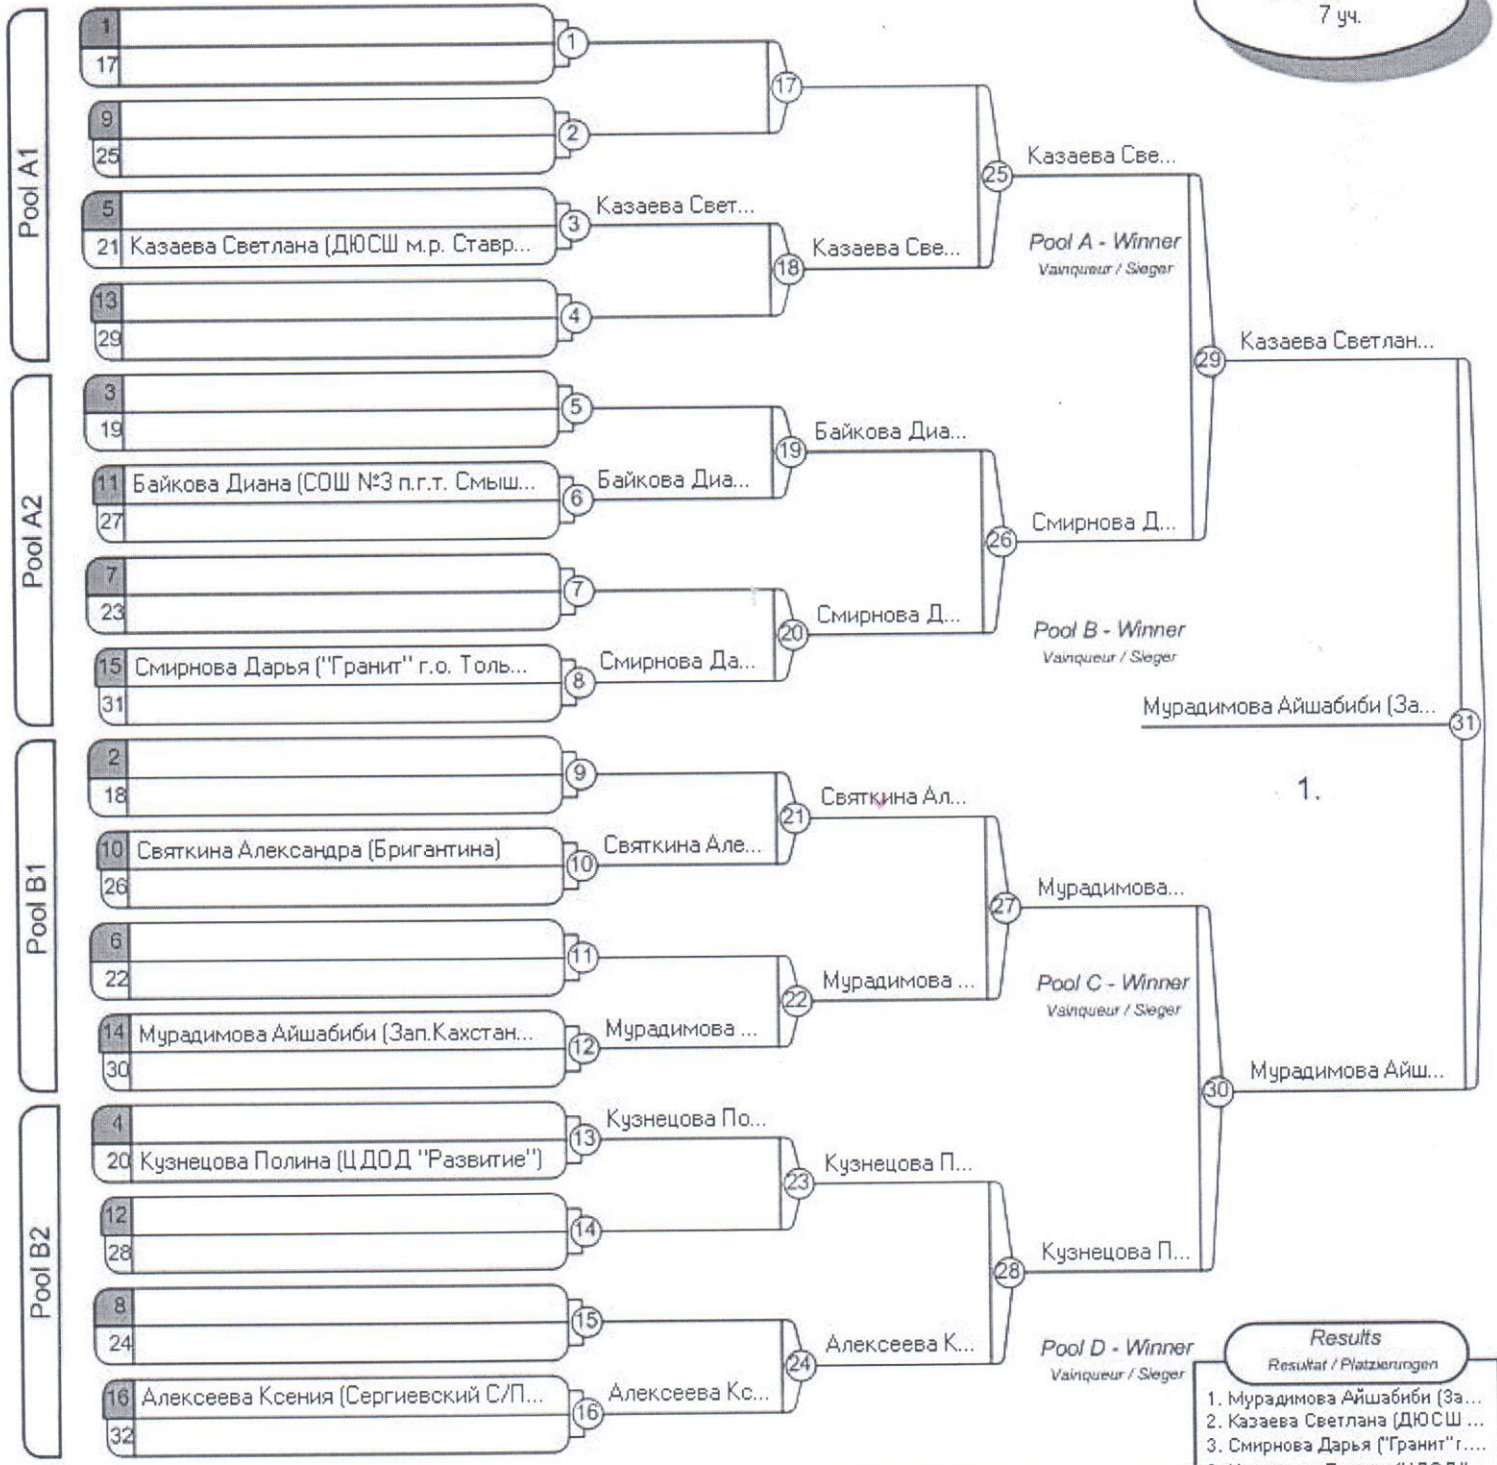 7 уч.
Pool A1
1
17
1
9
25
2
17
5
21 Казаева Светлана (ДЮСШ м.р. Ставр...
3
Казаева Свет...
13
29
4
18
Казаева Све...
25
Казаева Све...
Pool A - Winner
Vainqueur / Sieger
Pool A2
3
19
5
11 Байкова Диана (СОШ №3 п.г.т. Смыш...
27
6
Байкова Диа...
19
Байкова Диа...
7
23
7
15 Смирнова Дарья ("Гранит" г.о. Толь...
31
8
Смирнова Да...
20
Смирнова Д...
26
Смирнова Д...
Pool B - Winner
Vainqueur / Sieger
29
Казаева Светлан...
Мурадимова Айшабиби (За...
31
1.
Pool B1
2
18
9
10 Святкина Александра (Бригантина)
26
10
Святкина Але...
21
Святкина Ал...
6
22
11
14 Мурадимова Айшабиби (Зап.Кахстан...
30
12
Мурадимова ...
22
Мурадимова ...
27
Мурадимова...
Pool C - Winner
Vainqueur / Sieger
Pool B2
4
20 Кузнецова Полина (ЦДОД "Развитие")
13
Кузнецова По...
12
28
14
23
Кузнецова П...
8
24
15
16 Алексеева Ксения (Сергиевский С/П...
32
16
Алексеева Кс...
24
Алексеева К...
28
Кузнецова П...
Pool D - Winner
Vainqueur / Sieger
30
Мурадимова Айш...
Results
Resultat / Platzierungen
1. Мурадимова Айшабиби (За...
2. Казаева Светлана (ДЮСШ ...
3. Смирнова Дарья ("Гранит" г....